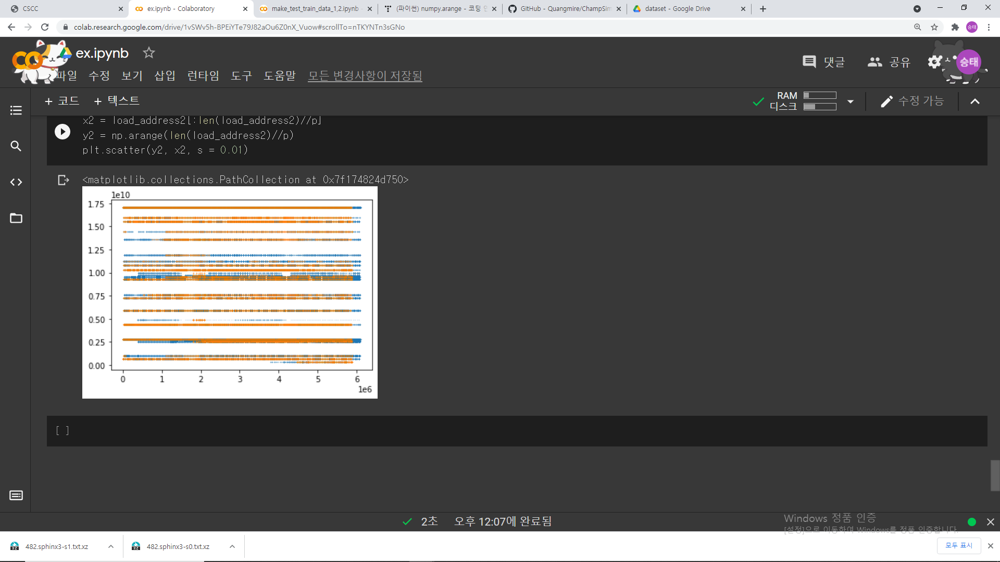 CSCC
ex.ipynb - Colaboratory
make_test_train_data_1,2.ipynb
(파이썬) numpy.arange - 코딩
GitHub - Quangmire/ChampSim
dataset - Google Drive
colab.research.google.com/drive/1vSWv5h-BPEiYTe79J82aOu6Z0nX_Vuow#scrollTo=nTKYNTn3sGNo
승태
ex.ipynb
댓글
공유
승태
파일 수정 보기 삽입 런타임 도구 도움말 모든 변경사항이 저장됨
+ 코드 + 텍스트
RAM
디스크
수정 가능
x2 = load_address2[:len(load_address2)//p]
y2 = np.arange(len(load_address2)//p)
plt.scatter(y2, x2, s = 0.01)
<matplotlib.collections.PathCollection at 0x7f174824d750>
1e10
1.75
1.50
1.25
1.00
0.75
0.50
0.25
0.00
0 1 2 3 4 5 6
1e6
[ ]
2초 오후 12:07에 완료됨
Windows 정품 인증
[설정]으로 이동하여 Windows를 정품 인증합니다.
482.sphinx3-s1.txt.xz
482.sphinx3-s0.txt.xz
모두 표시